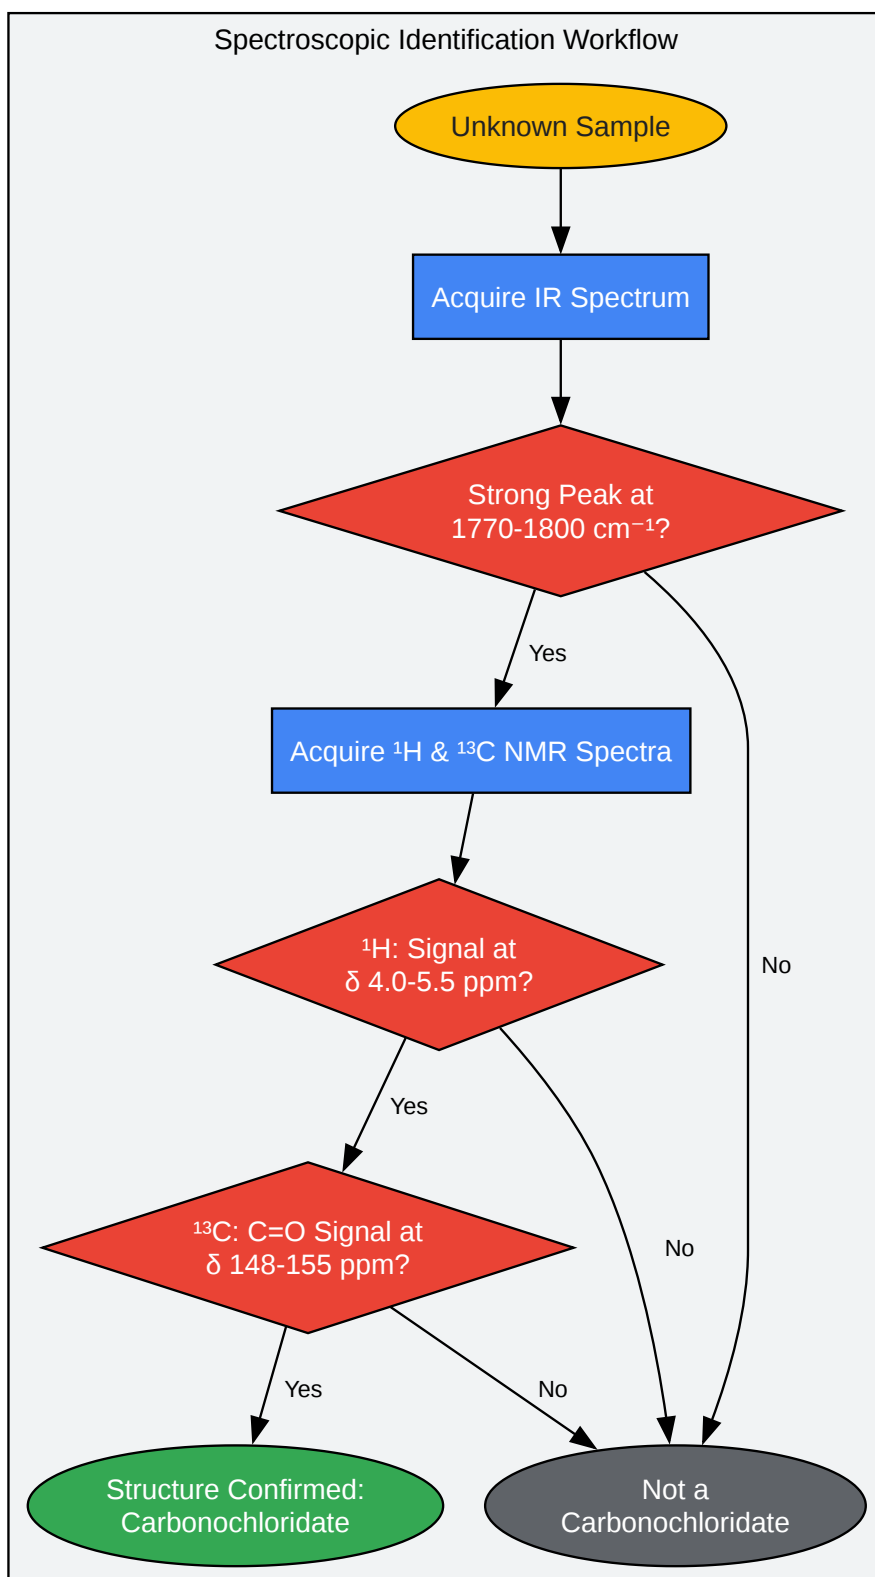 Spectroscopic Identification Workflow
Unknown Sample
Acquire IR Spectrum
Strong Peak at
1770-1800 cm⁻¹?
Yes
Acquire ¹H & ¹³C NMR Spectra
¹H: Signal at
δ 4.0-5.5 ppm?
No
Yes
¹³C: C=O Signal at
δ 148-155 ppm?
No
Yes
No
Structure Confirmed:
Carbonochloridate
Not a
Carbonochloridate